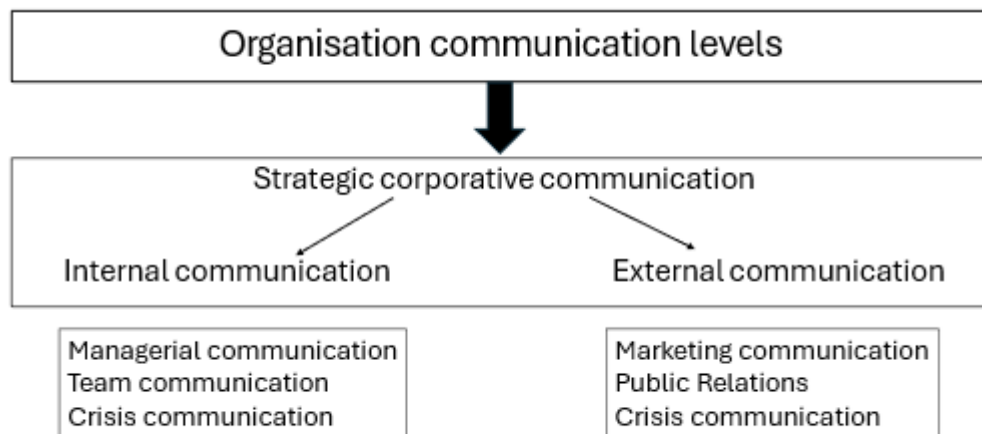 Organisation communication levels
Strategic corporative communication
Internal communication
External communication
Managerial communication
Team communication
Crisis communication
Marketing communication
Public Relations
Crisis communication